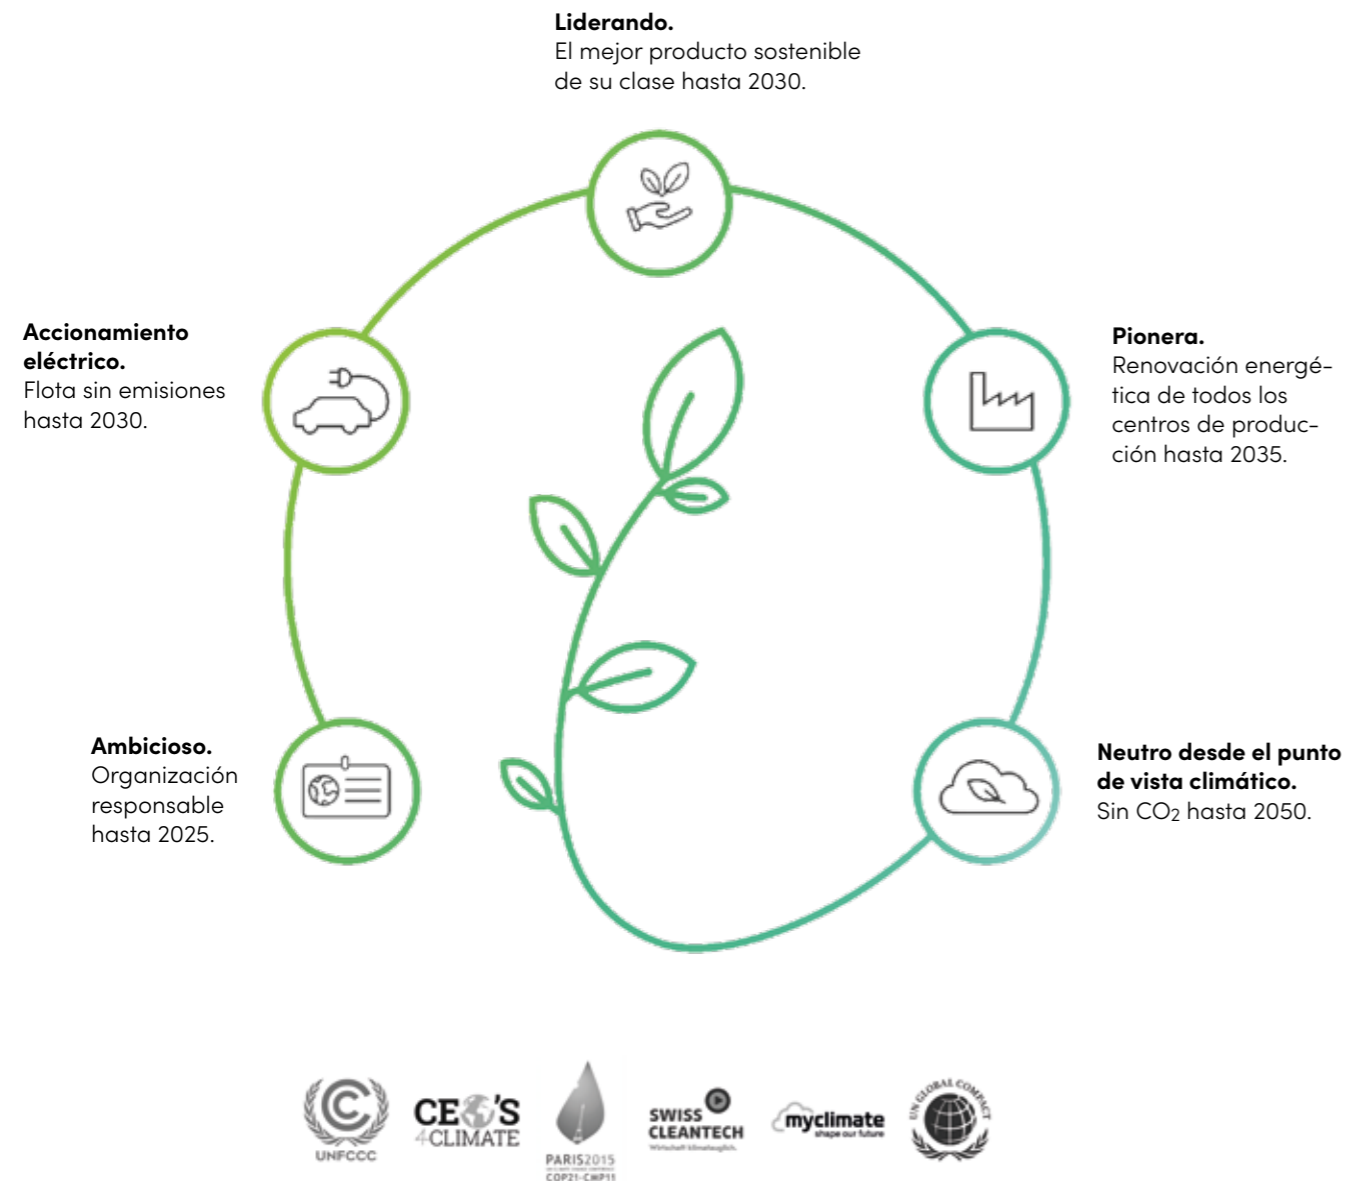 Liderando.
El mejor producto sostenible
de su clase hasta 2030.
Accionamiento
eléctrico.
Flota sin emisiones
hasta 2030.
Pionera.
Renovación energé-
tica de todos los
centros de produc-
ción hasta 2035.
Ambicioso.
Organización
responsable
hasta 2025.
Neutro desde el punto
de vista climático.
Sin CO2 hasta 2050.
UNFCCC
CEO'S
4CLIMATE
PARIS2015
COP21-CMP11
SWISS
CLEANTECH
Wirtschaft klimatauglich.
myclimate
shape our future
UN GLOBAL COMPACT